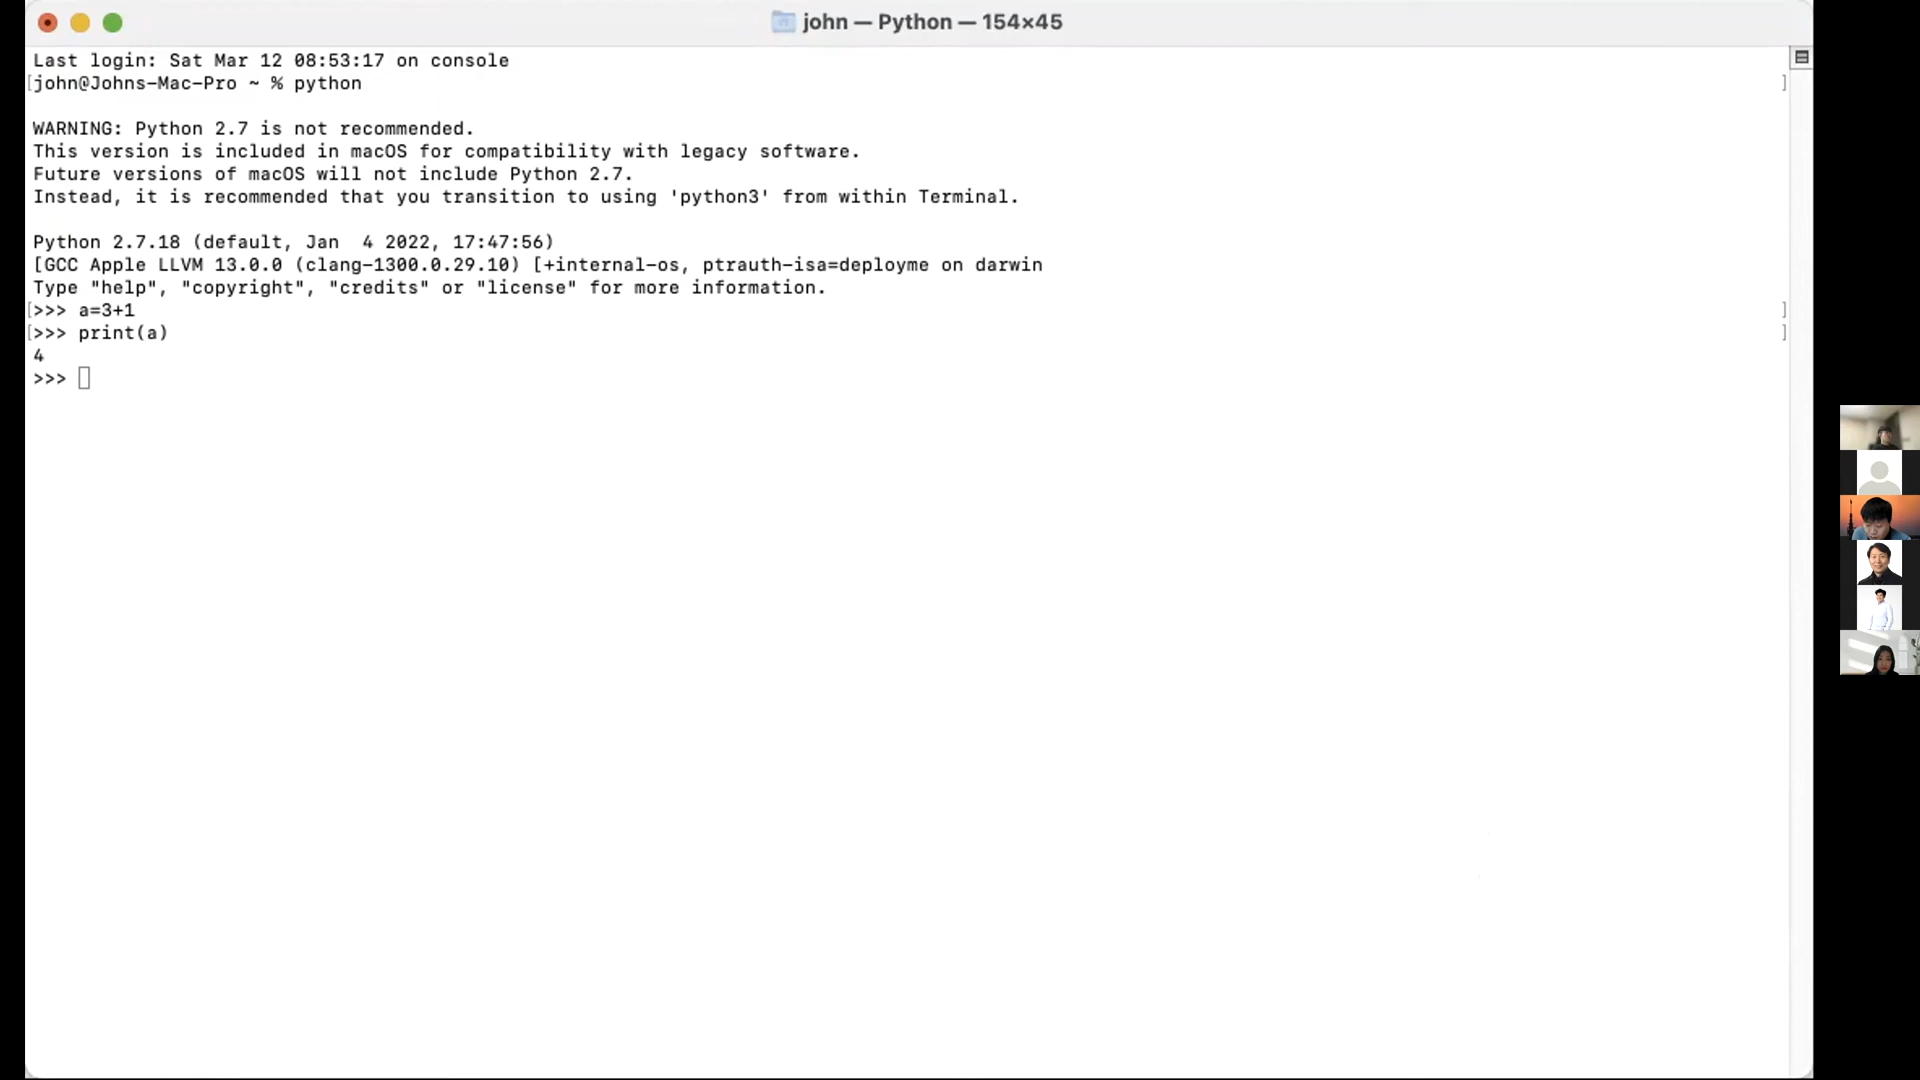 john — Python — 154×45
Last login: Sat Mar 12 08:53:17 on console
[john@Johns-Mac-Pro ~ % python ]
WARNING: Python 2.7 is not recommended.
This version is included in macOS for compatibility with legacy software.
Future versions of macOS will not include Python 2.7.
Instead, it is recommended that you transition to using 'python3' from within Terminal.
Python 2.7.18 (default, Jan  4 2022, 17:47:56)
[GCC Apple LLVM 13.0.0 (clang-1300.0.29.10) [+internal-os, ptrauth-isa=deployme on darwin
Type "help", "copyright", "credits" or "license" for more information.
[>>> a=3+1 ]
[>>> print(a) ]
4
>>>